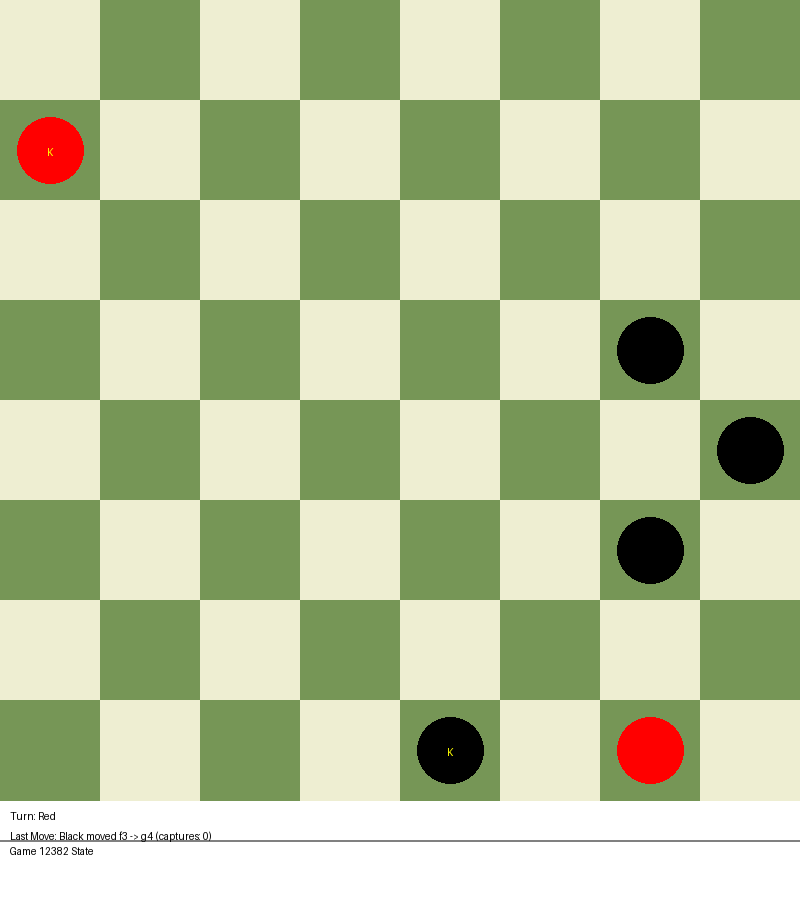 K
K
Turn: Red
Last Move: Black moved f3 -> g4 (captures: 0)
Game 12382 State